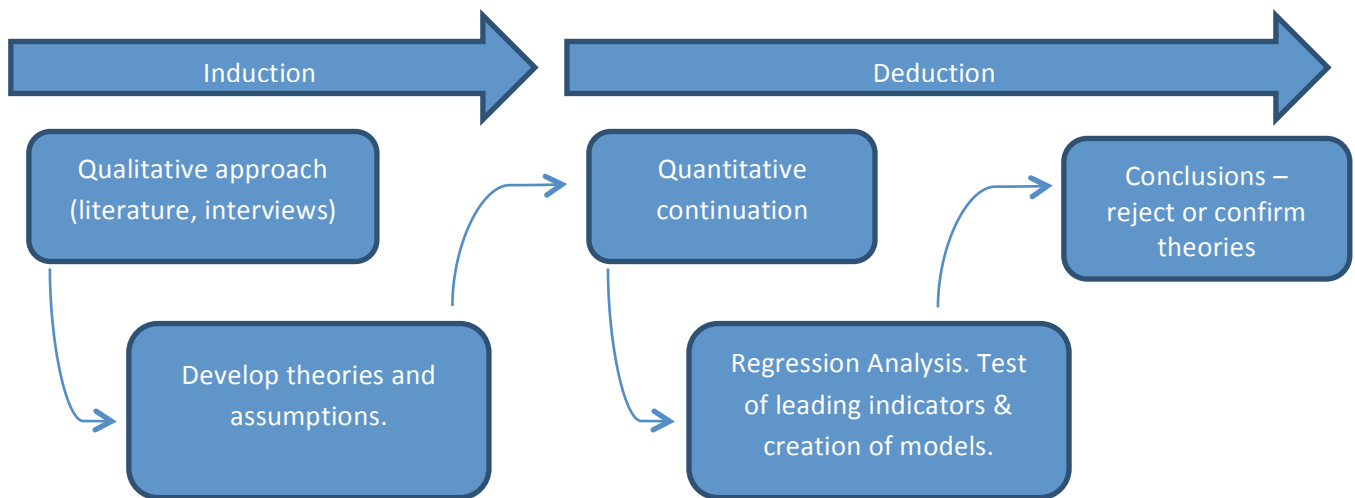 Induction
Deduction
Qualitative approach
(literature, interviews)
Develop theories and
assumptions.
Quantitative
continuation
Regression Analysis. Test
of leading indicators &
creation of models.
Conclusions –
reject or confirm
theories